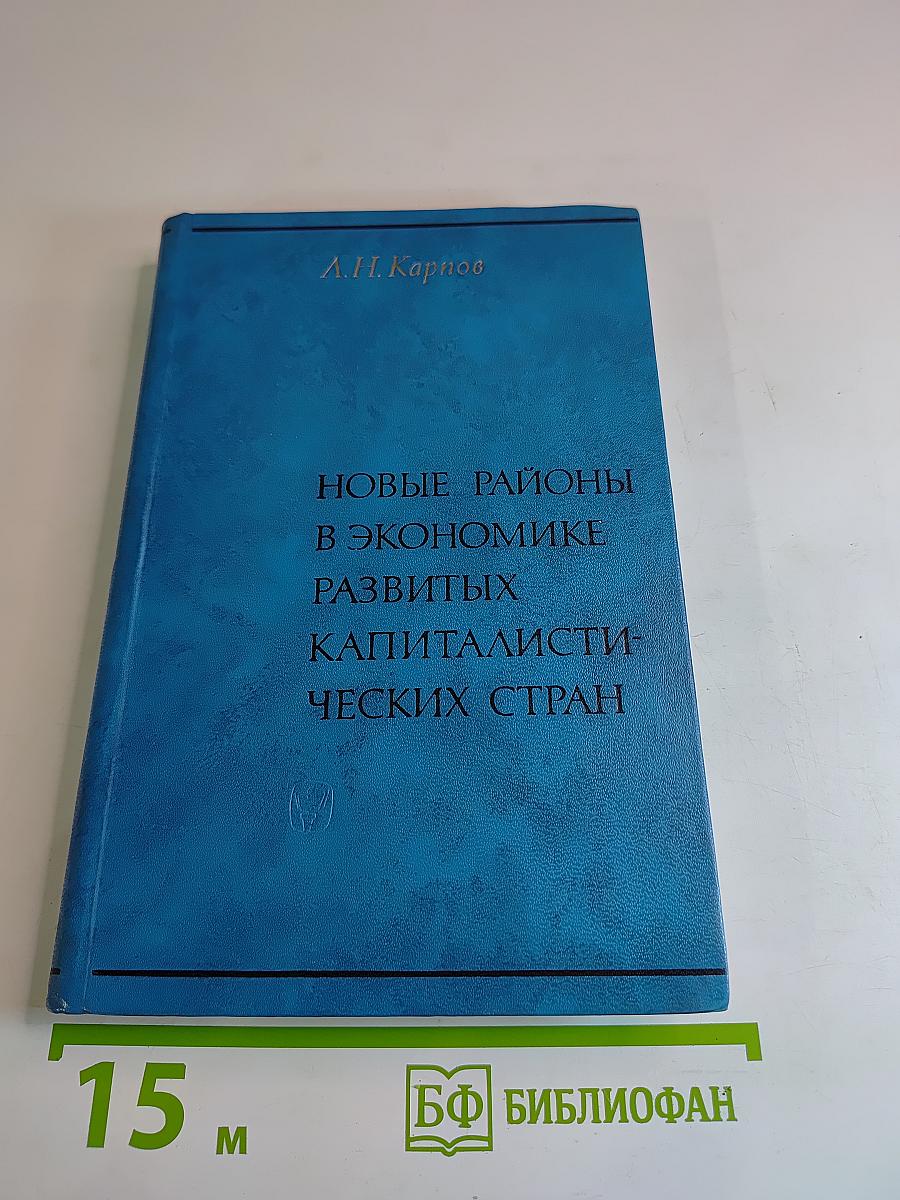 Л.Н. Карпов
НОВЫЕ РАЙОНЫ
В ЭКОНОМИКЕ
РАЗВИТЫХ
КАПИТАЛИСТИ-
ЧЕСКИХ СТРАН
15 м
БФ БИБЛИОФАН